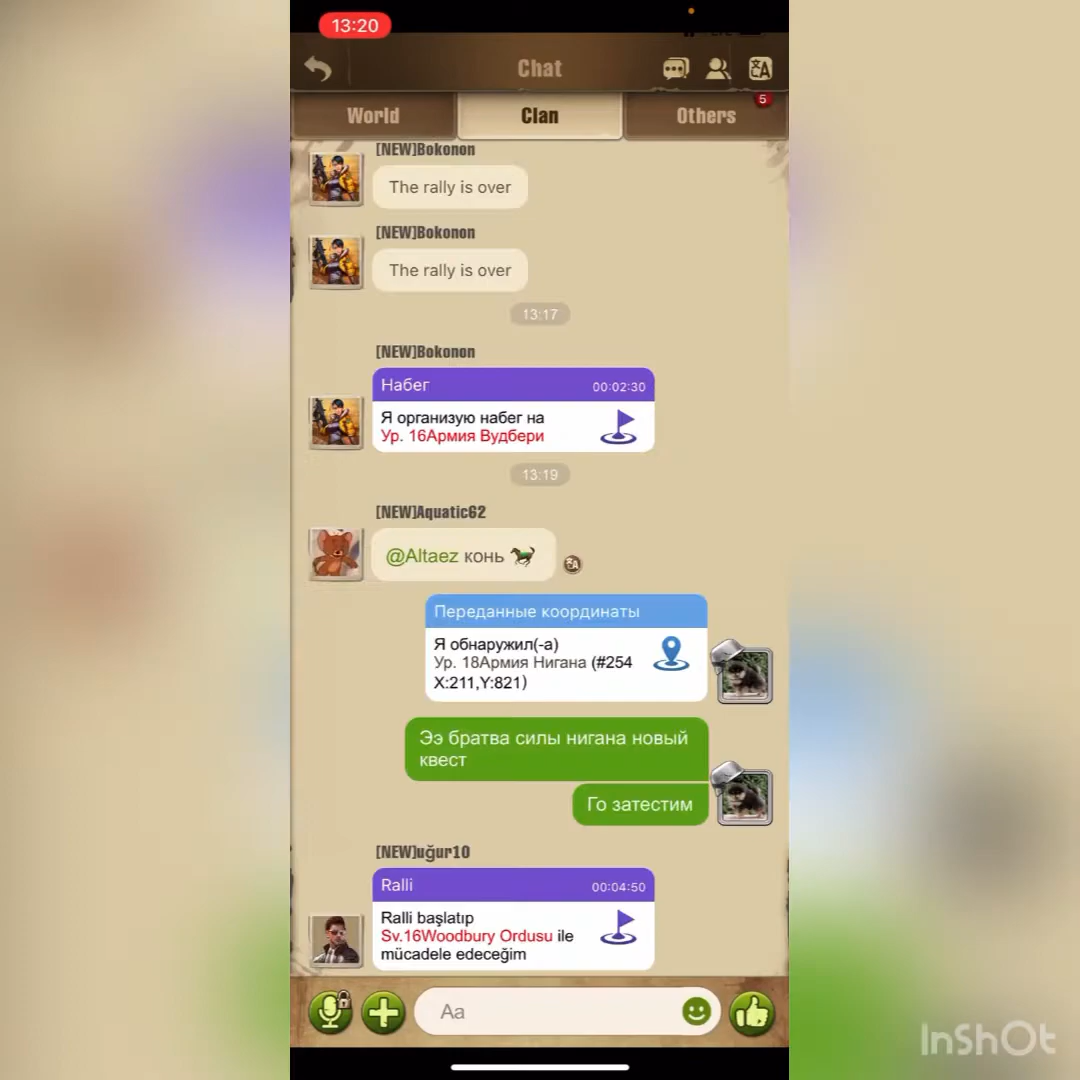 13:20
Chat
World
Clan
Others
5
[NEW]Bokonon
The rally is over
[NEW]Bokonon
The rally is over
13:17
[NEW]Bokonon
Набег
00:02:30
Я организую набег на
Ур. 16Армия Вудбери
13:19
[NEW]Aquatic62
@Altaez конь
Переданные координаты
Я обнаружил(-а)
Ур. 18Армия Нигана (#254
X:211,Y:821)
Ээ братва силы нигана новый
квест
Го затестим
[NEW]uğur10
Ralli
00:04:50
Ralli başlatıp
Sv.16Woodbury Ordusu ile
mücadele edeceğim
Aa
InShOt